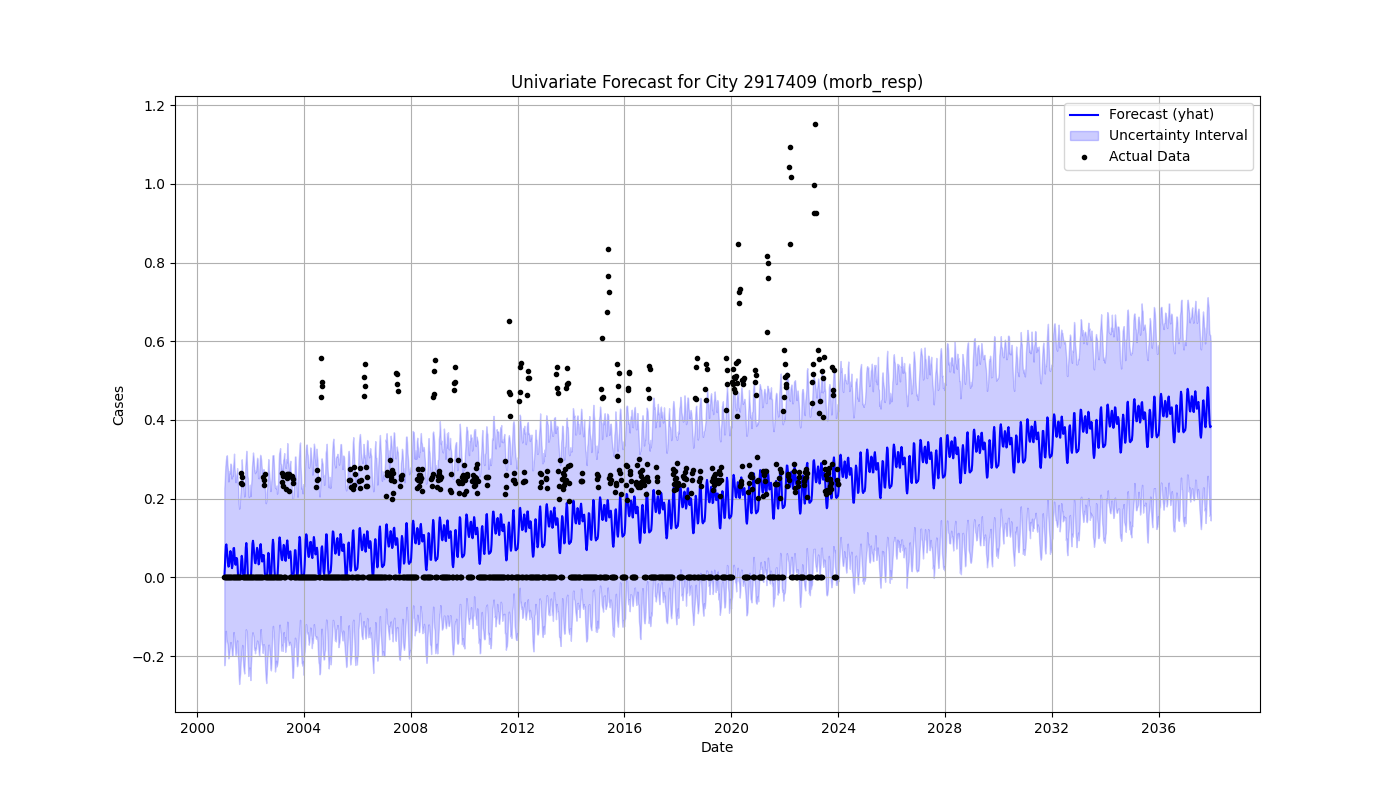 Univariate Forecast for City 2917409 (morb_resp)
Forecast (yhat)
Uncertainty Interval
Actual Data
Cases
1.2
1.0
0.8
0.6
0.4
0.2
0.0
−0.2
2000 2004 2008 2012 2016 2020 2024 2028 2032 2036
Date